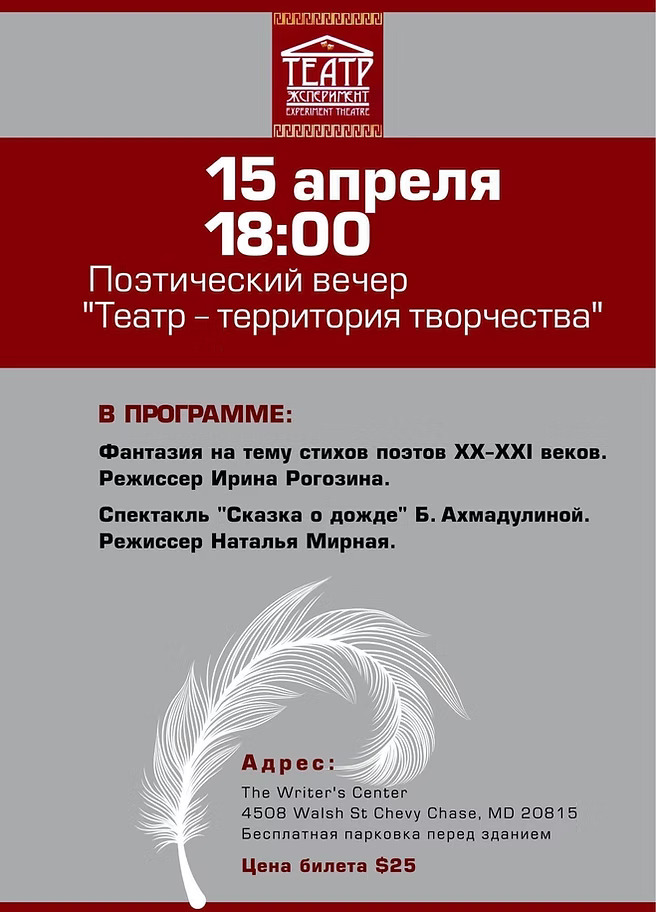 ТЕАТР
ЭКСПЕРИМЕНТ
EXPERIMENT THEATRE
15 апреля
18:00
Поэтический вечер
"Театр – территория творчества"
В ПРОГРАММЕ:
Фантазия на тему стихов поэтов XX-XXI веков.
Режиссер Ирина Рогозина.
Спектакль "Сказка о дожде" Б. Ахмадулиной.
Режиссер Наталья Мирная.
Адрес:
The Writer's Center
4508 Walsh St Chevy Chase, MD 20815
Бесплатная парковка перед зданием
Цена билета $25